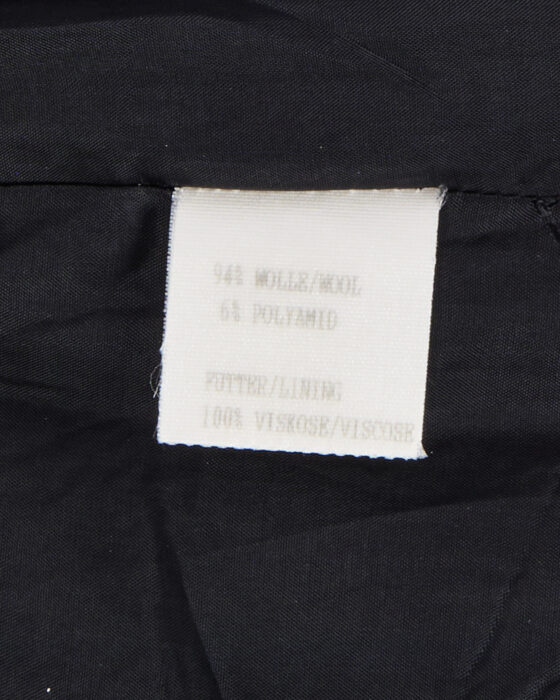 94% WOLLE/WOOL
6% POLYAMID
FUTTER/LINING
100% VISKOSE/VISCOSE